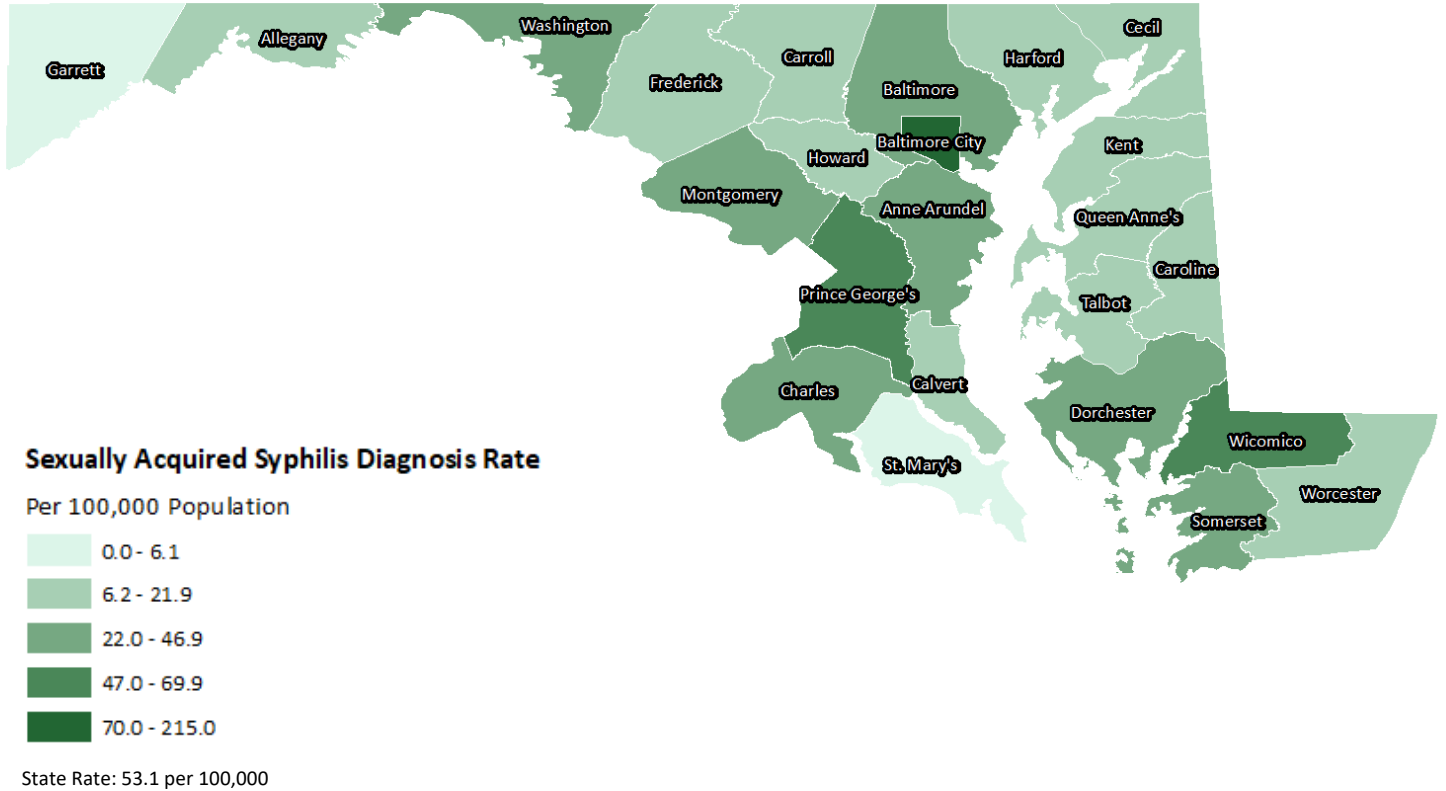 Washington
Cecil
Allegany
Harford
Carroll
Garrett
Frederick
Baltimore
Baltimore City
Kent
Howard
Montgomery
Anne Arundel
Queen Anne's
Caroline
Prince George's
Talbot
Calvert
Charles
Dorchester
Wicomico
Sexually Acquired Syphilis Diagnosis Rate
St. Mary's
Worcester
Per 100,000 Population
Somerset
0.0 - 6.1
6.2 - 21.9
22.0 - 46.9
47.0 - 69.9
70.0 - 215.0
State Rate: 53.1 per 100,000